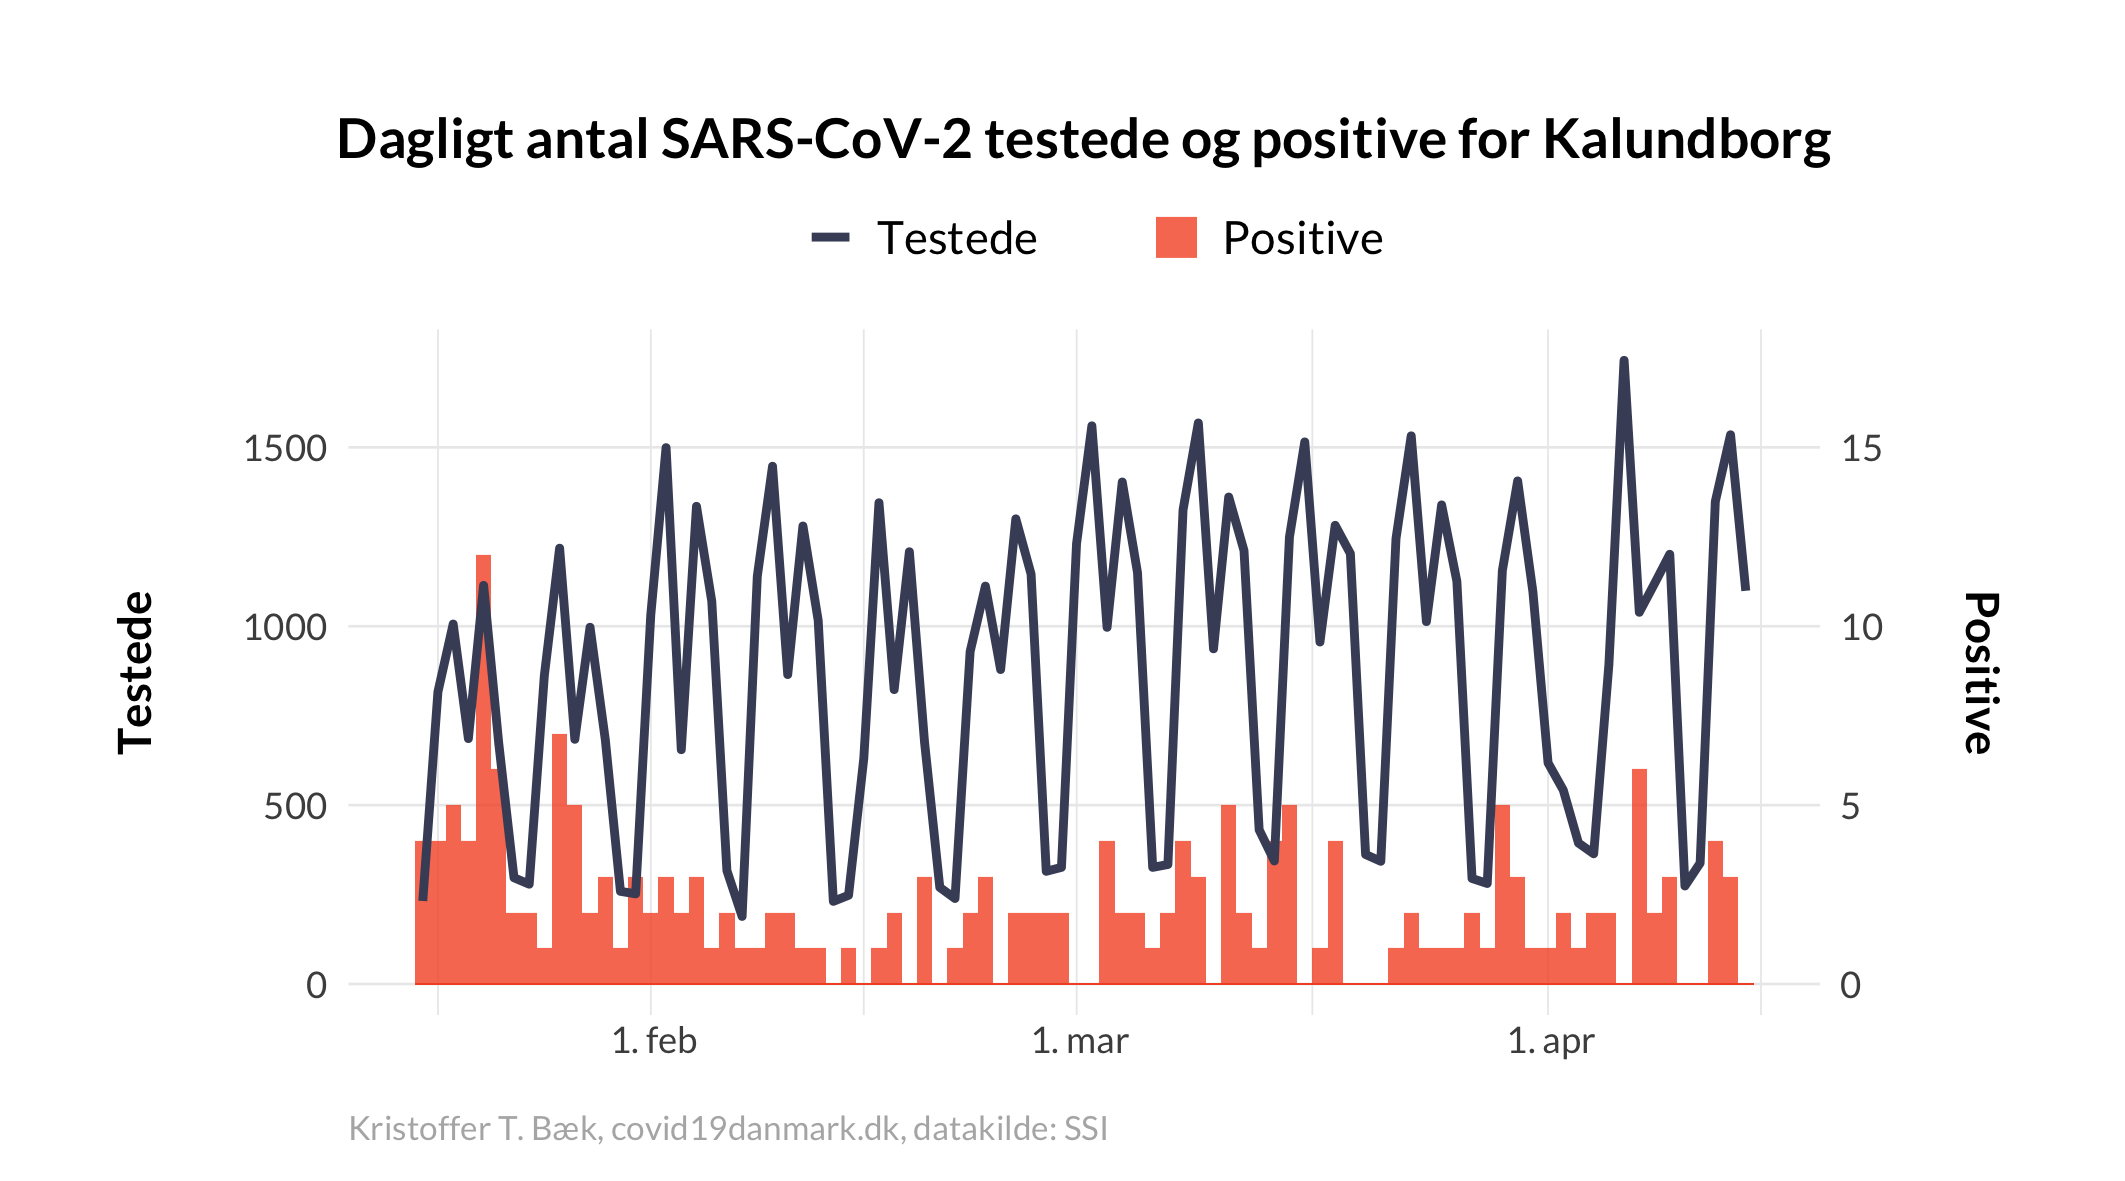 Dagligt antal SARS-CoV-2 testede og positive for Kalundborg
Testede
Positive
1500
1000
500
0
15
10
5
0
Testede
Positive
1. feb
1. mar
1. apr
Kristoffer T. Bæk, covid19danmark.dk, datakilde: SSI